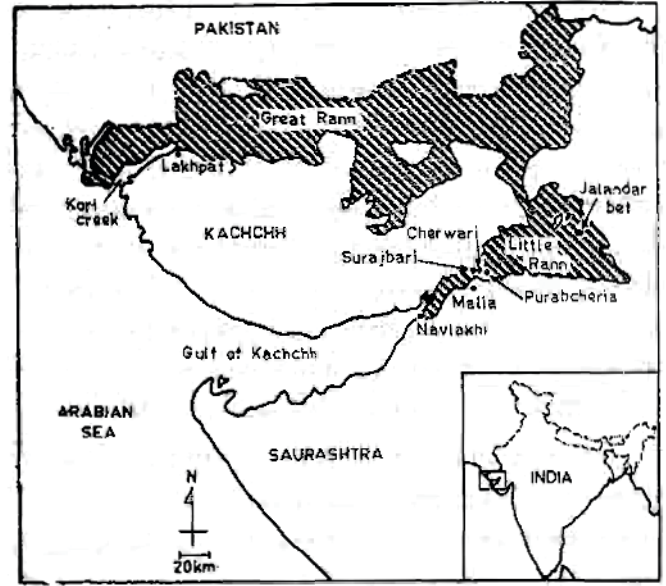 PAKISTAN
Great Rann
Lakhpat
Kori
creek
Jalandar
bet
KACHCHH
Cherwari
Little
Rann
Surajbari
Purabcheria
Malia
Navlakhi
Gulf of Kachchh
ARABIAN
SEA
SAURASHTRA
INDIA
N
20km